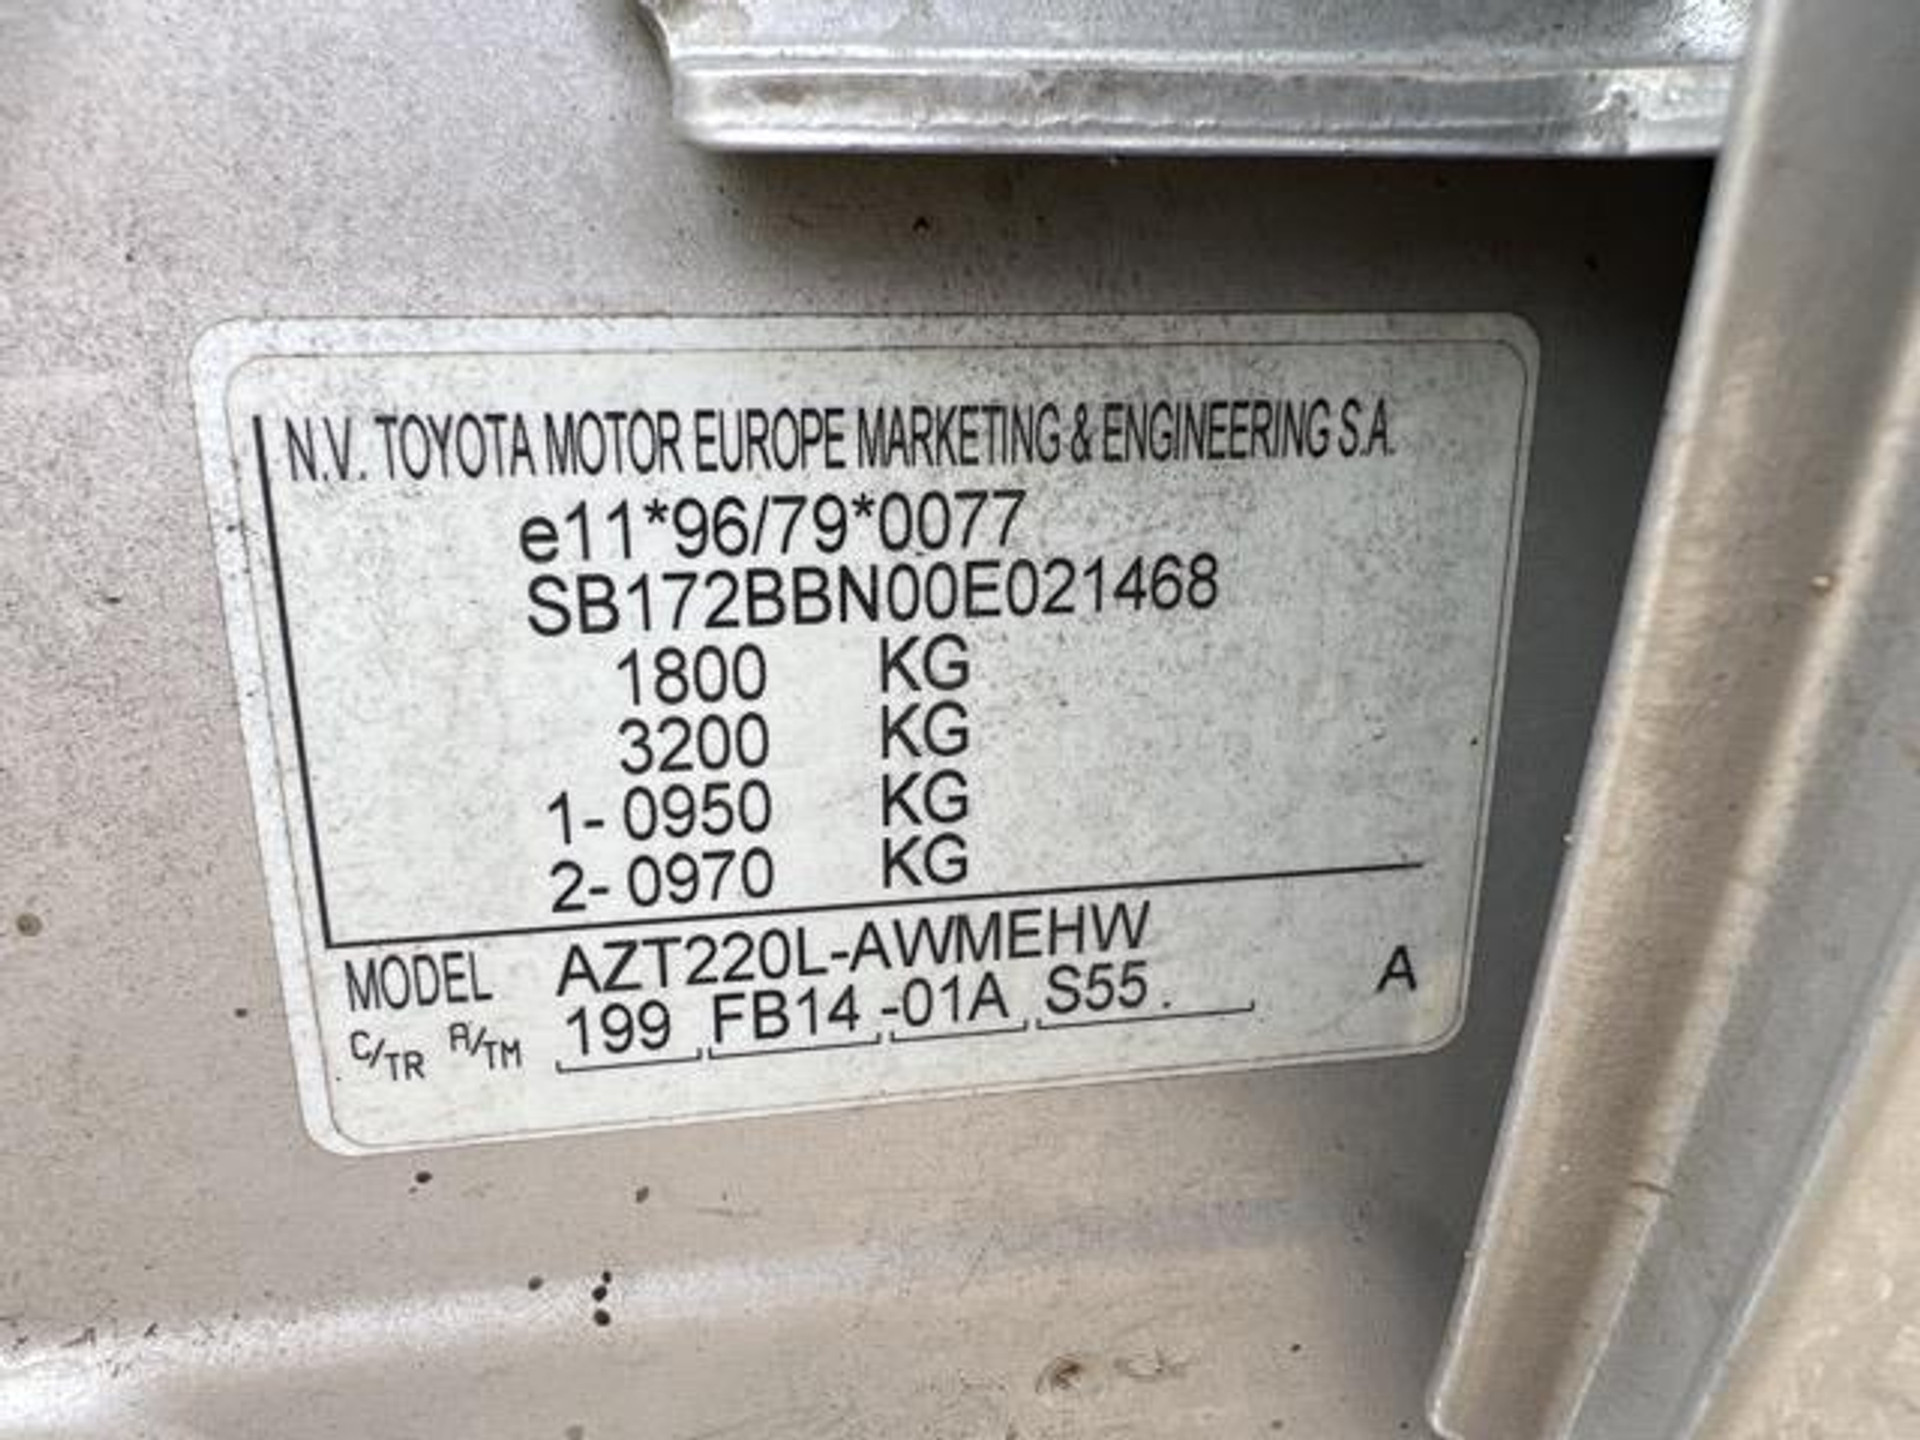 N.V. TOYOTA MOTOR EUROPE MARKETING & ENGINEERING S.A.
e11*96/79*0077
SB172BBN00E021468
1800 KG
3200 KG
1- 0950 KG
2- 0970 KG
MODEL AZT220L-AWMEHW
C/TR A/TM 199 FB14 -01A S55. A